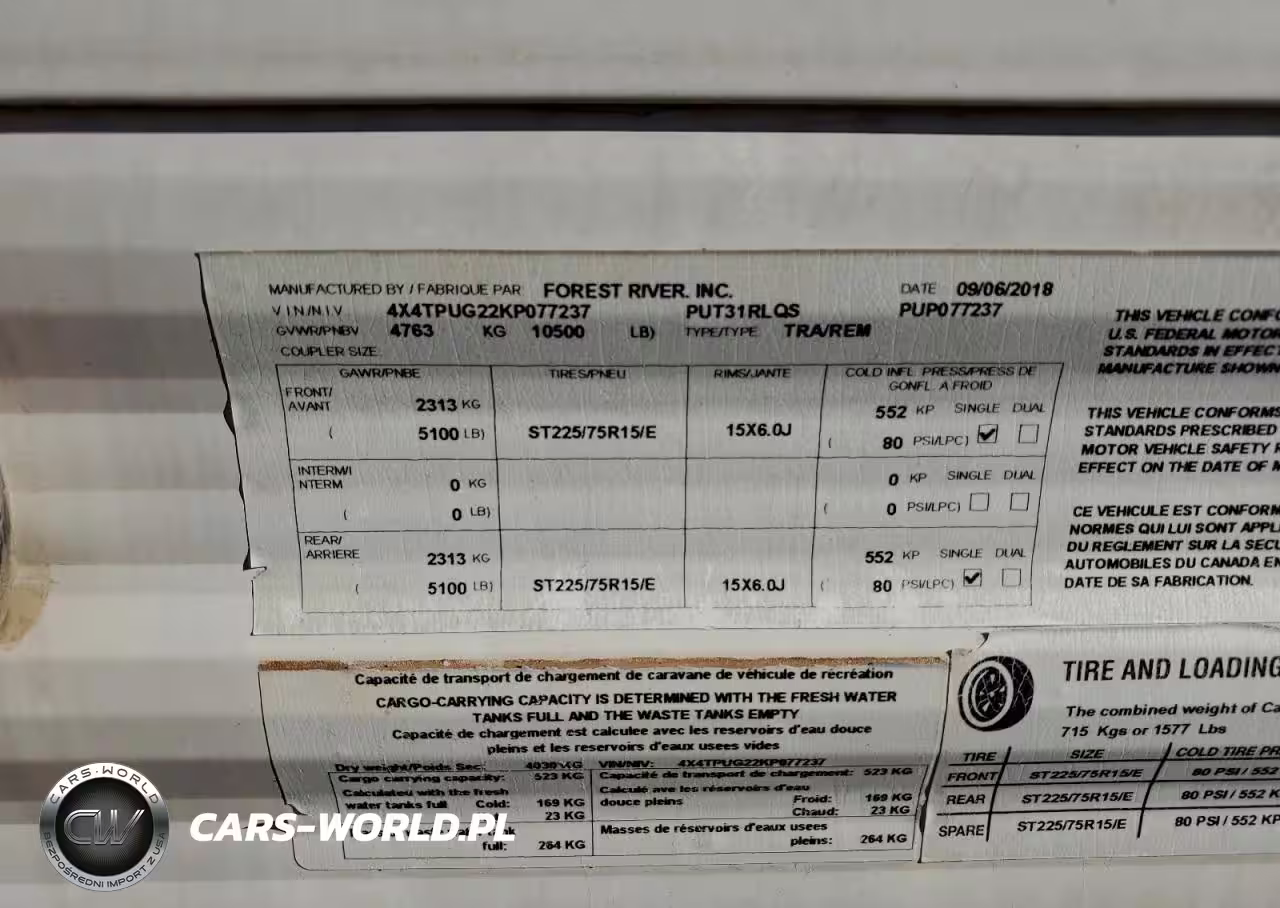 MANUFACTURED BY / FABRIQUE PAR FOREST RIVER, INC. DATE 09/06/2018
V I N / N I V 4X4TPUG22KP077237 PUT31RLQS PUP077237
GVWR/PNBV 4763 KG 10500 LB) TYPE/TYPE TRA/REM
COUPLER SIZE
GAWR/PNBE TIRES/PNEU RIMS/JANTE COLD INFL. PRESS/PRESS DE
GONFL. A FROID
FRONT/
AVANT 2313 KG 552 KP SINGLE DUAL
( 5100 LB) ST225/75R15/E 15X6.0J ( 80 PSI/LPC)
INTERM/I
NTERM 0 KG 0 KP SINGLE DUAL
( 0 LB) ( 0 PSI/LPC)
REAR/
ARRIERE 2313 KG 552 KP SINGLE DUAL
( 5100 LB) ST225/75R15/E 15X6.0J ( 80 PSI/LPC)
THIS VEHICLE CONF
U.S. FEDERAL MOTOR
STANDARDS IN EFFECT
MANUFACTURE SHOWN
THIS VEHICLE CONFORMS
STANDARDS PRESCRIBED
MOTOR VEHICLE SAFETY
EFFECT ON THE DATE OF M
CE VEHICULE EST CONFORM
NORMES QUI LUI SONT APPL
DU REGLEMENT SUR LA SECU
AUTOMOBILES DU CANADA EN
DATE DE SA FABRICATION.
Capacité de transport de chargement de caravane de véhicule de récréation
CARGO-CARRYING CAPACITY IS DETERMINED WITH THE FRESH WATER
TANKS FULL AND THE WASTE TANKS EMPTY
Capacité de chargement est calculee avec les reservoirs d'eau douce
pleins et les reservoirs d'eaux usees vides
Dry weight/Poids Sec: KG VIN/NIV: 4X4TPUG22KP077237
Cargo carrying capacity: 523 KG Capacité de transport de chargement: 523 KG
Calculated with the fresh Calculé ave les réservoirs d'eau
water tanks full Cold: 169 KG douce pleins Froid: 169 KG
23 KG Chaud: 23 KG
full: 264 KG Masses de réservoirs d'eaux usees
pleins: 264 KG
TIRE AND LOADING
The combined weight of Ca
715 Kgs or 1577 Lbs
TIRE SIZE COLD TIRE PR
FRONT ST225/75R15/E 80 PSI / 552 K
REAR ST225/75R15/E 80 PSI / 552 K
SPARE ST225/75R15/E 80 PSI / 552 KP
CARS-WORLD
CW
BEZPOŚREDNI IMPORT Z USA
CARS-WORLD.PL